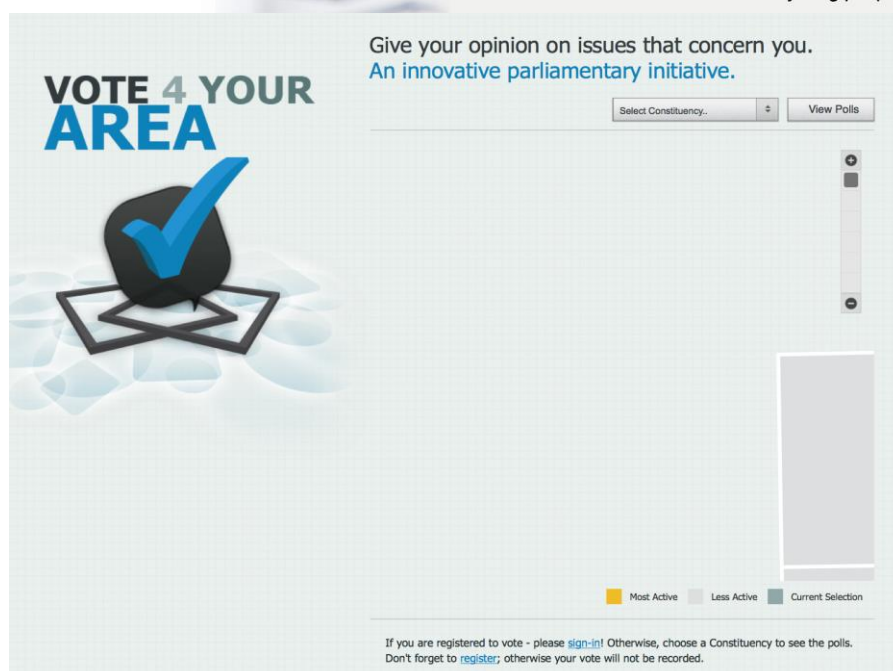 VOTE 4 YOUR
AREA
Give your opinion on issues that concern you.
An innovative parliamentary initiative.
Select Constituency..
View Polls
Most Active
Less Active
Current Selection
If you are registered to vote - please sign-in! Otherwise, choose a Constituency to see the polls.
Don't forget to register; otherwise your vote will not be recorded.